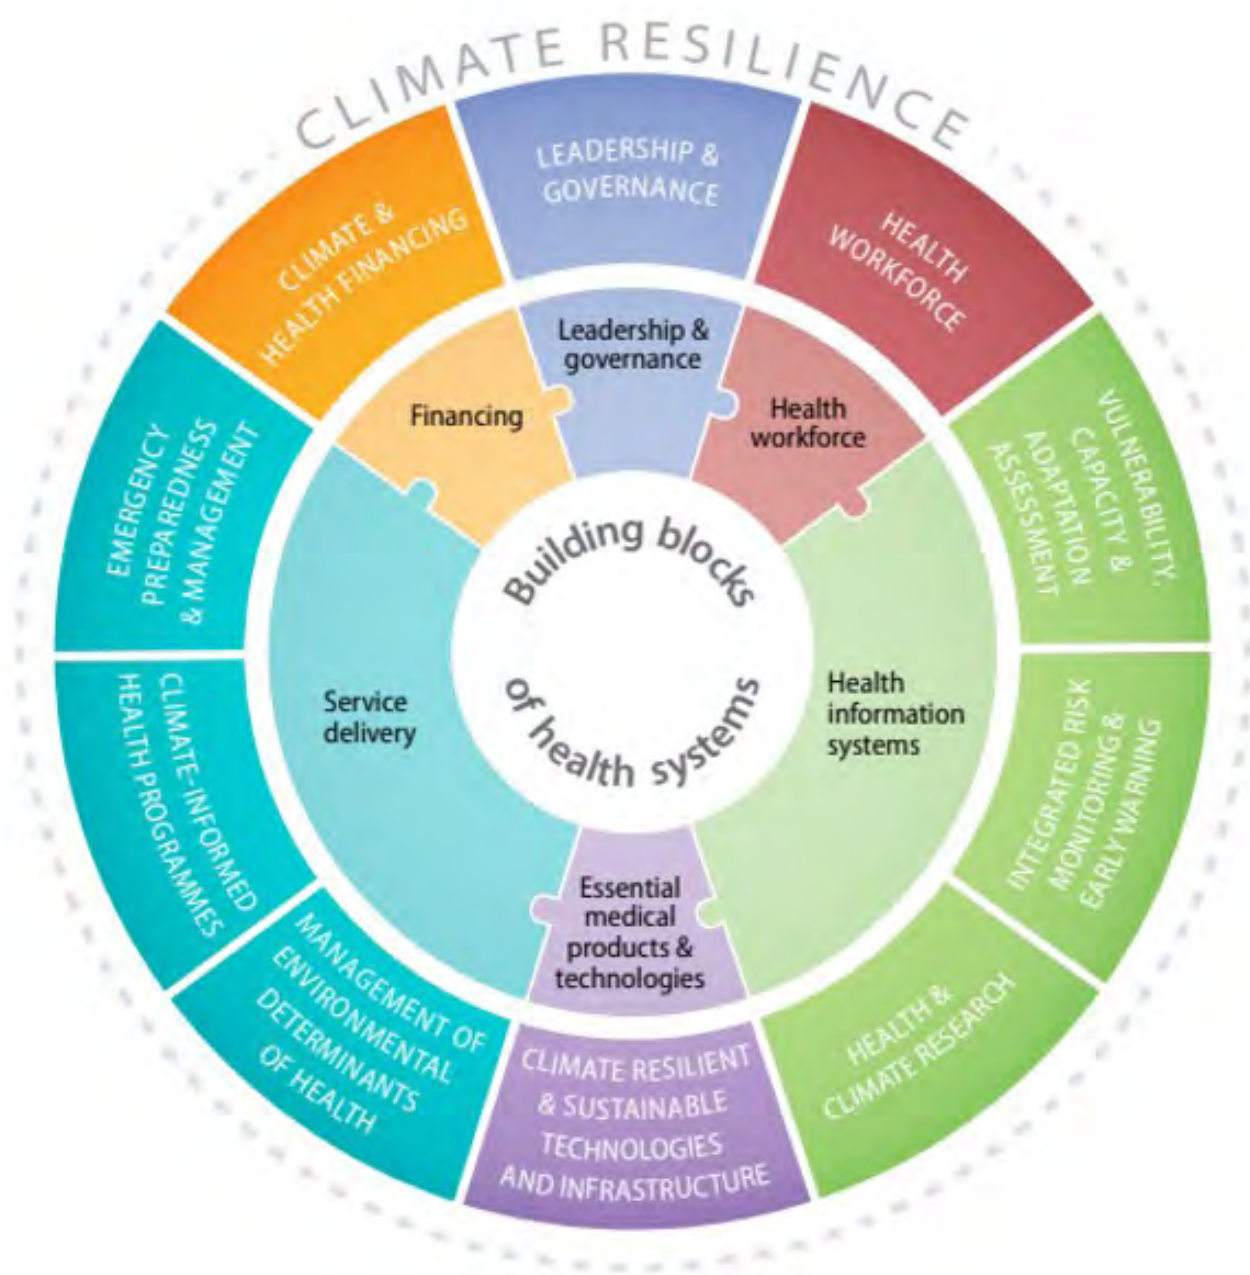 CLIMATE RESILIENCE
LEADERSHIP &
GOVERNANCE
HEALTH
WORKFORCE
VULNERABILITY,
CAPACITY &
ADAPTATION
ASSESSMENT
INTEGRATED RISK
MONITORING &
EARLY WARNING
HEALTH &
CLIMATE RESEARCH
CLIMATE RESILIENT
& SUSTAINABLE
TECHNOLOGIES
AND INFRASTRUCTURE
MANAGEMENT OF
ENVIRONMENTAL
DETERMINANTS
OF HEALTH
CLIMATE-INFORMED
HEALTH PROGRAMMES
EMERGENCY
PREPAREDNESS
& MANAGEMENT
CLIMATE &
HEALTH FINANCING
Leadership &
governance
Health
workforce
Health
information
systems
Essential
medical
products &
technologies
Service
delivery
Financing
Building blocks
of health systems